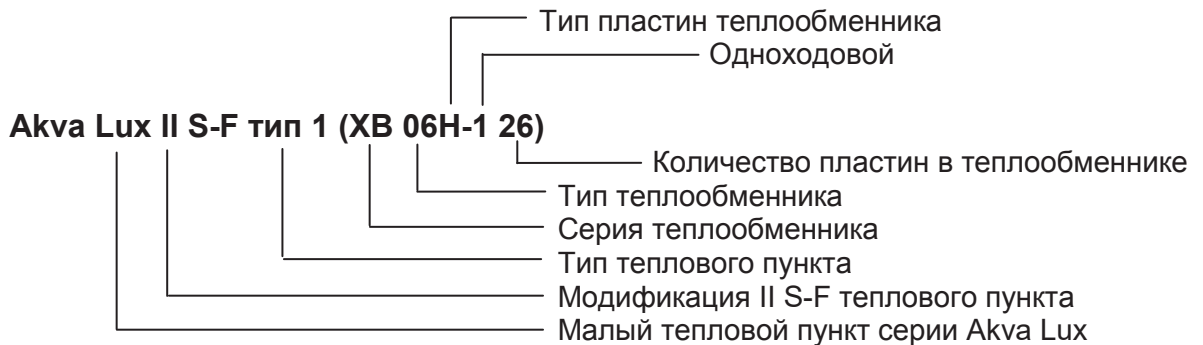 Тип пластин теплообменника
Одноходовой
Akva Lux II S-F тип 1 (XB 06H-1 26)
Количество пластин в теплообменнике
Тип теплообменника
Серия теплообменника
Тип теплового пункта
Модификация II S-F теплового пункта
Малый тепловой пункт серии Akva Lux